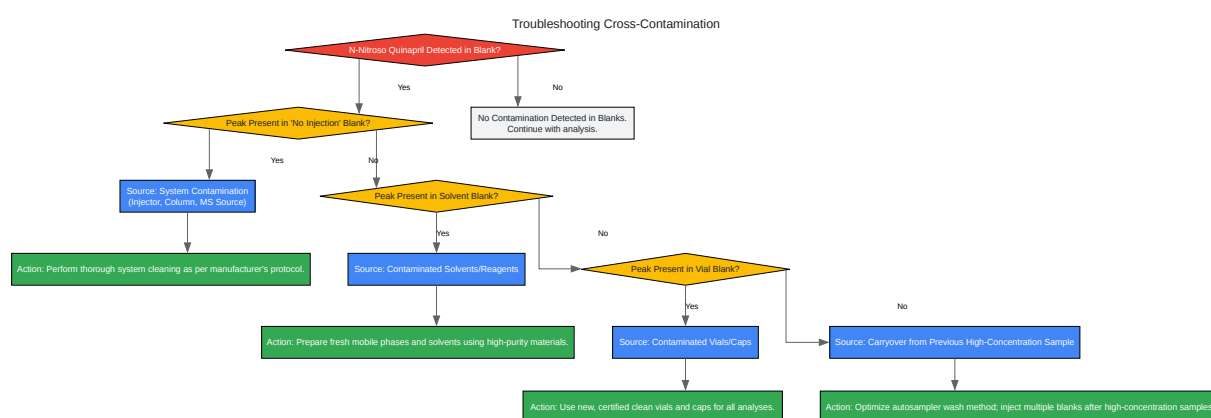 Troubleshooting Cross-Contamination
N-Nitroso Quinapril Detected in Blank?
Yes
No
Peak Present in 'No Injection' Blank?
No Contamination Detected in Blanks.
Continue with analysis.
Yes
No
Source: System Contamination
(Injector, Column, MS Source)
Peak Present in Solvent Blank?
Yes
No
Action: Perform thorough system cleaning as per manufacturer's protocol.
Source: Contaminated Solvents/Reagents
Peak Present in Vial Blank?
Yes
No
Action: Prepare fresh mobile phases and solvents using high-purity materials.
Source: Contaminated Vials/Caps
Source: Carryover from Previous High-Concentration Sample
Action: Use new, certified clean vials and caps for all analyses.
Action: Optimize autosampler wash method; inject multiple blanks after high-concentration samples